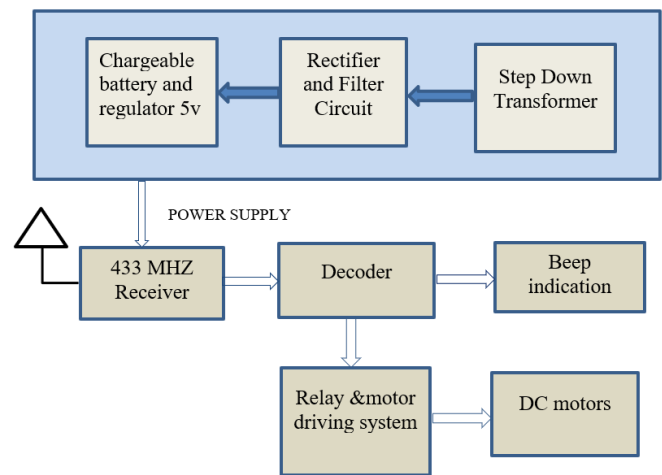 Chargeable
battery and
regulator 5v
Rectifier
and Filter
Circuit
Step Down
Transformer
POWER SUPPLY
433 MHZ
Receiver
Decoder
Beep
indication
Relay &motor
driving system
DC motors